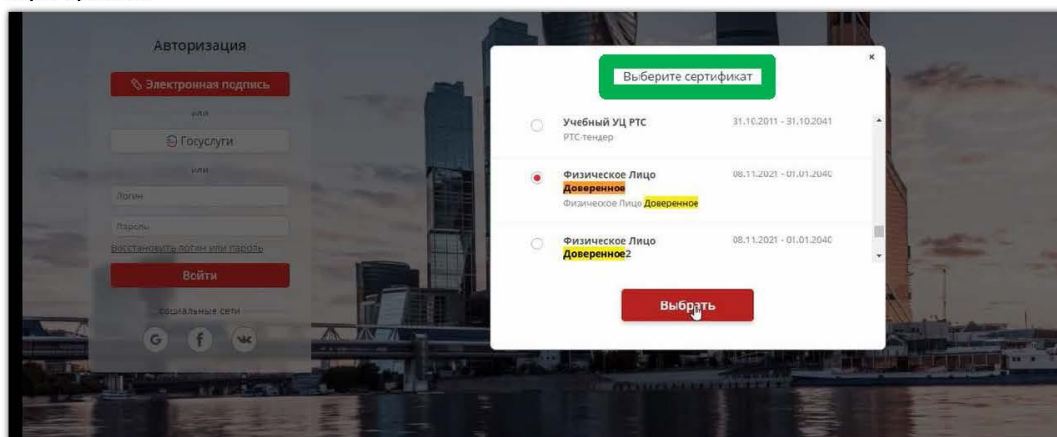 Авторизация
Электронная подпись
или
Госуслуги
или
Логин
Пароль
Восстановить логин или пароль
Войти
социальные сети
G f
×
Выберите сертификат
Учебный УЦ РТС
31.10.2011 - 31.10.2041
РТС-тендер
Физическое Лицо
08.11.2021 - 01.01.2040
Доверенное
Физическое Лицо Доверенное
Физическое Лицо
08.11.2021 - 01.01.2040
Доверенное2
Выбрать